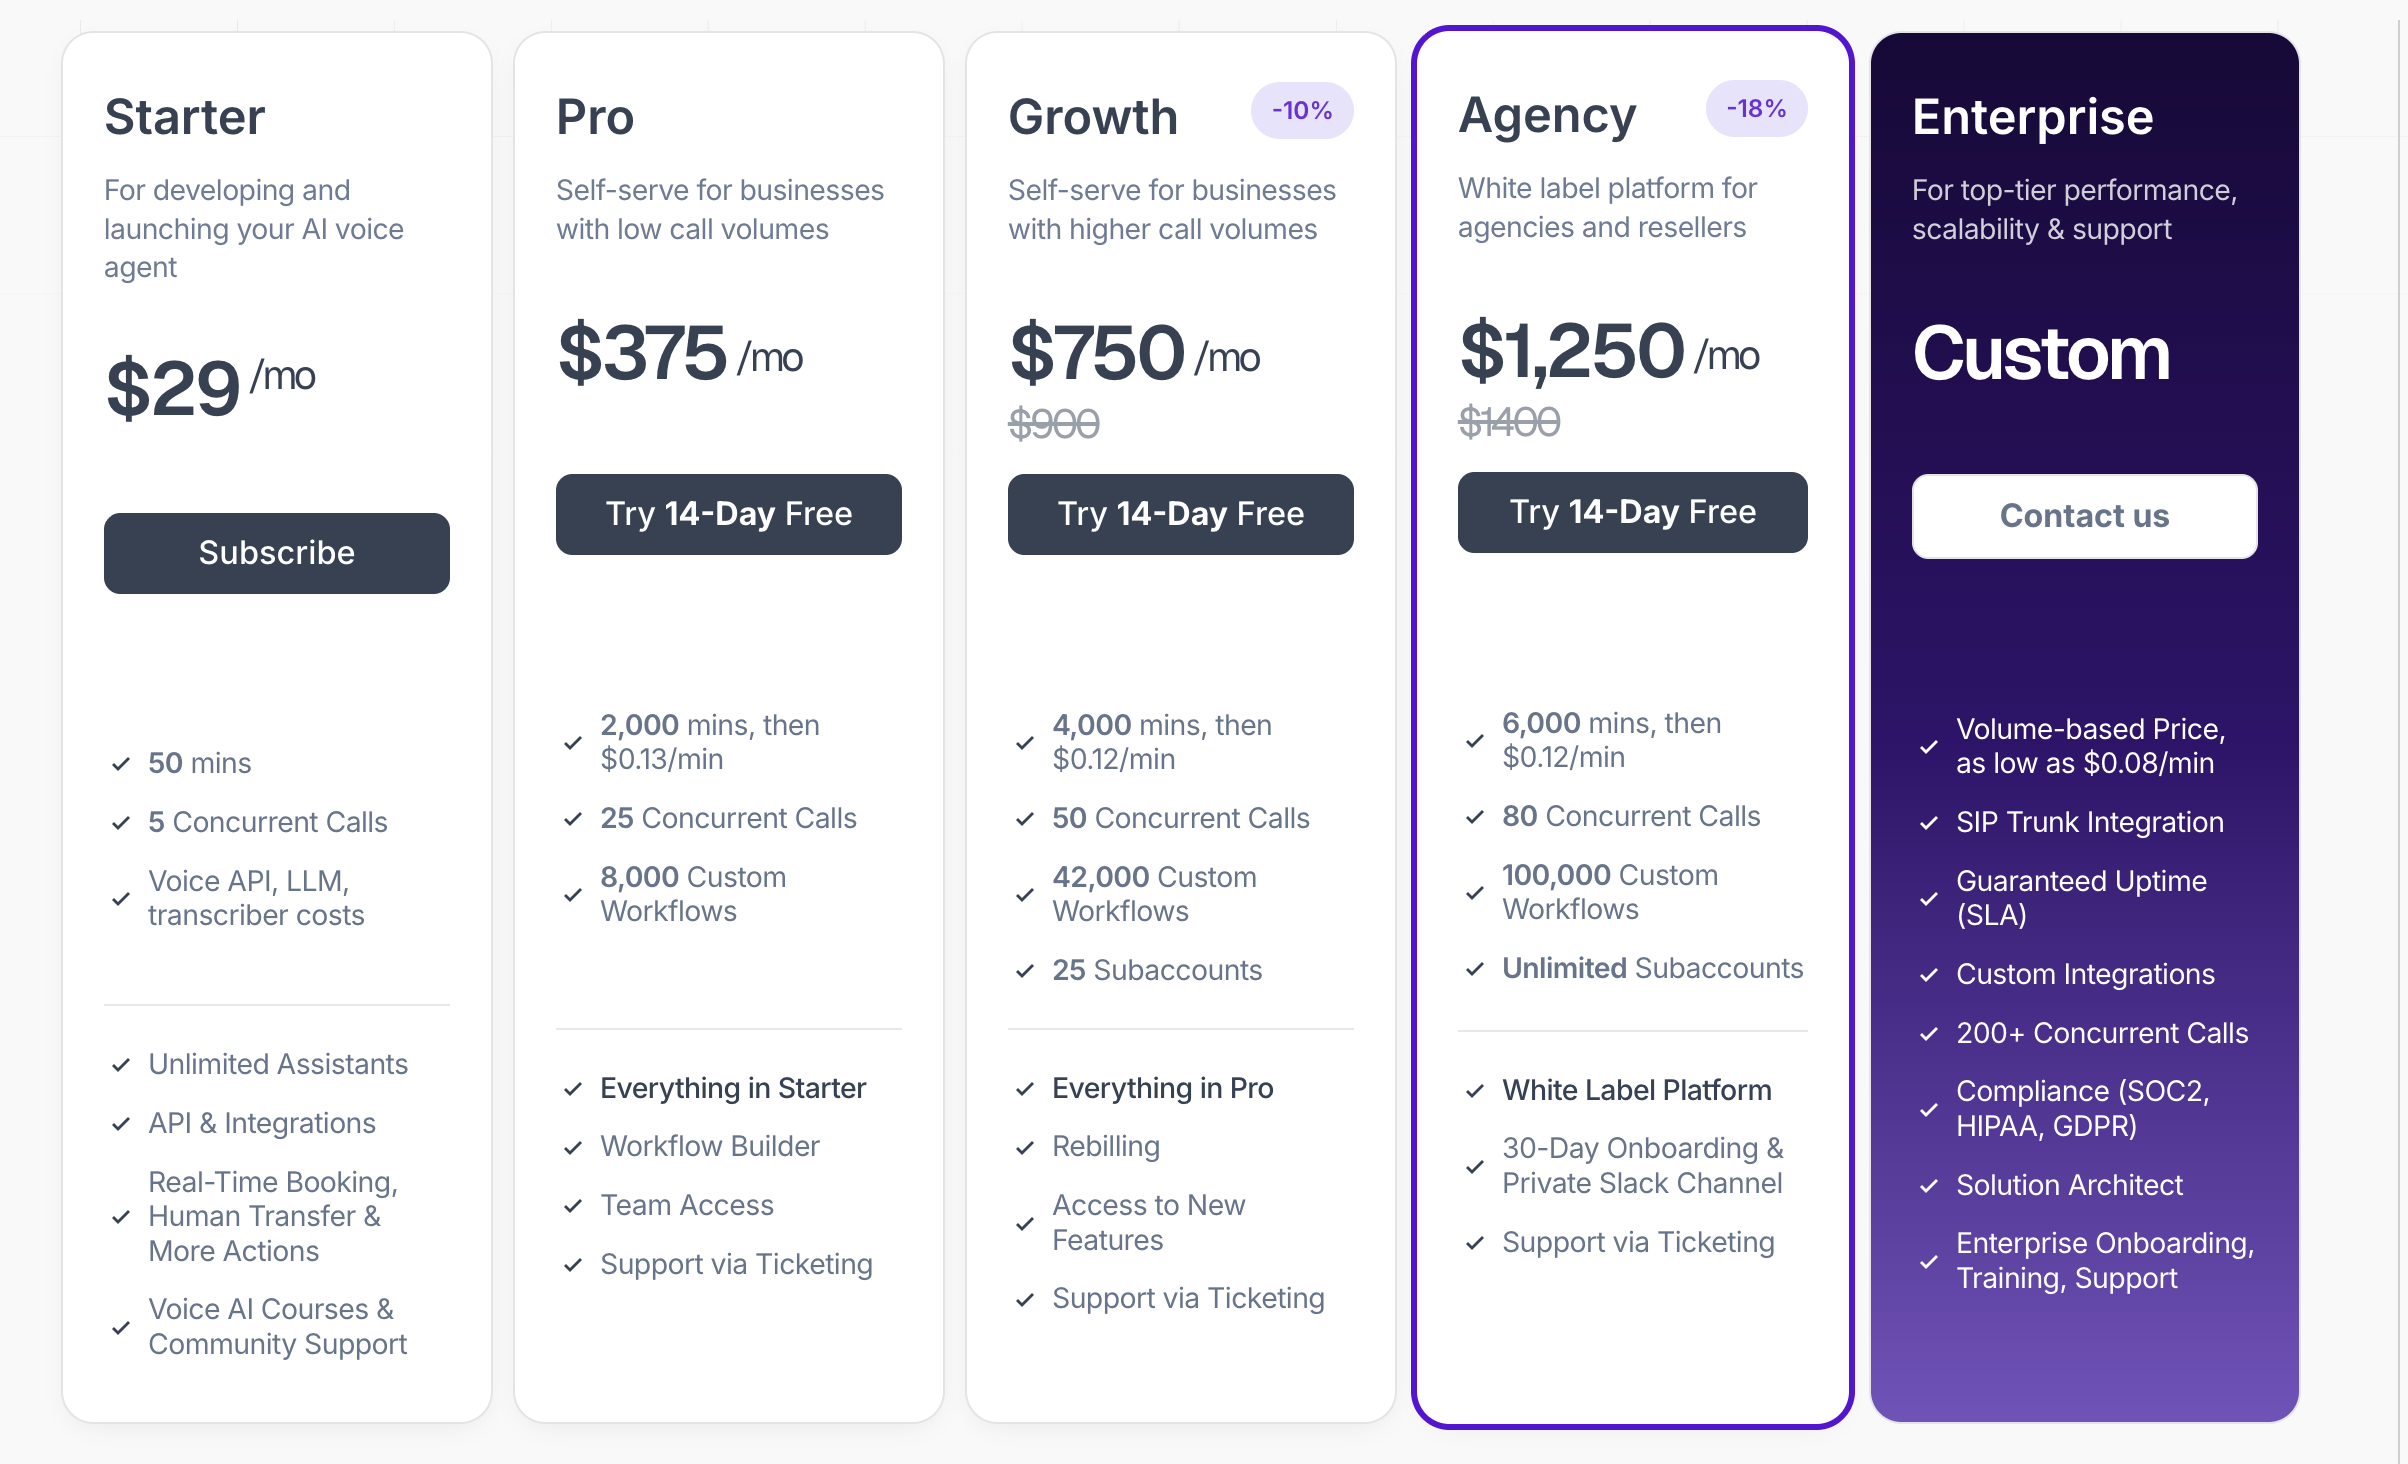 Starter
For developing and
launching your AI voice
agent
$29 /mo
Subscribe
50 mins
5 Concurrent Calls
Voice API, LLM,
transcriber costs
Unlimited Assistants
API & Integrations
Real-Time Booking,
Human Transfer &
More Actions
Voice AI Courses &
Community Support
Pro
Self-serve for businesses
with low call volumes
$375 /mo
Try 14-Day Free
2,000 mins, then
$0.13/min
25 Concurrent Calls
8,000 Custom
Workflows
Everything in Starter
Workflow Builder
Team Access
Support via Ticketing
Growth
-10%
Self-serve for businesses
with higher call volumes
$750 /mo
$900
Try 14-Day Free
4,000 mins, then
$0.12/min
50 Concurrent Calls
42,000 Custom
Workflows
25 Subaccounts
Everything in Pro
Rebilling
Access to New
Features
Support via Ticketing
Agency
-18%
White label platform for
agencies and resellers
$1,250 /mo
$1400
Try 14-Day Free
6,000 mins, then
$0.12/min
80 Concurrent Calls
100,000 Custom
Workflows
Unlimited Subaccounts
White Label Platform
30-Day Onboarding &
Private Slack Channel
Support via Ticketing
Enterprise
For top-tier performance,
scalability & support
Custom
Contact us
Volume-based Price,
as low as $0.08/min
SIP Trunk Integration
Guaranteed Uptime
(SLA)
Custom Integrations
200+ Concurrent Calls
Compliance (SOC2,
HIPAA, GDPR)
Solution Architect
Enterprise Onboarding,
Training, Support